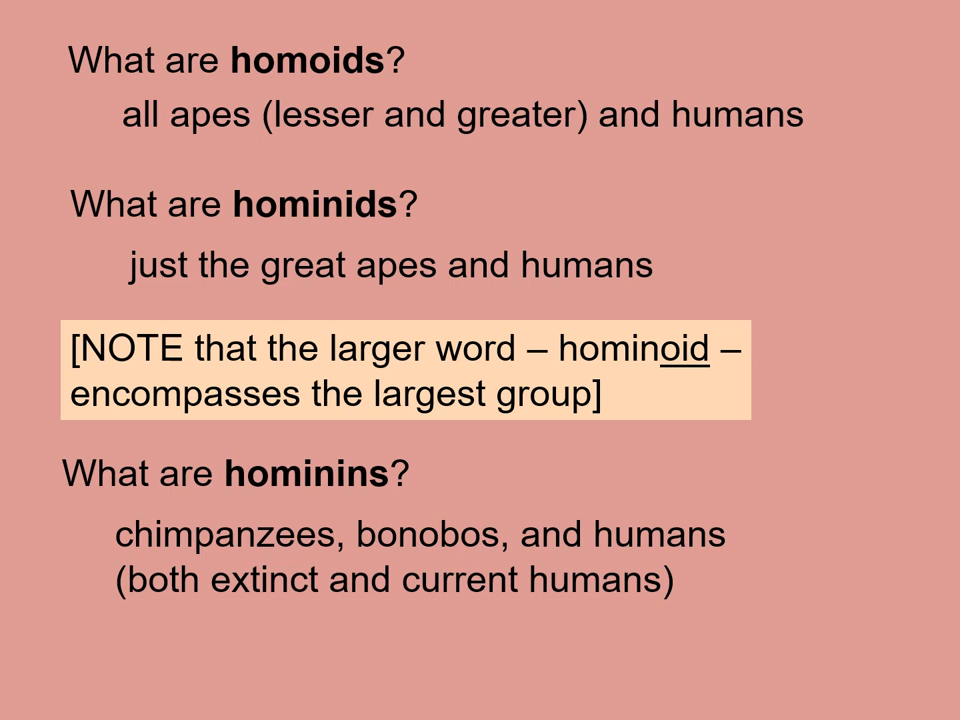 What are homoids?
all apes (lesser and greater) and humans
What are hominids?
just the great apes and humans
[NOTE that the larger word – hominoid –
encompasses the largest group]
What are hominins?
chimpanzees, bonobos, and humans
(both extinct and current humans)